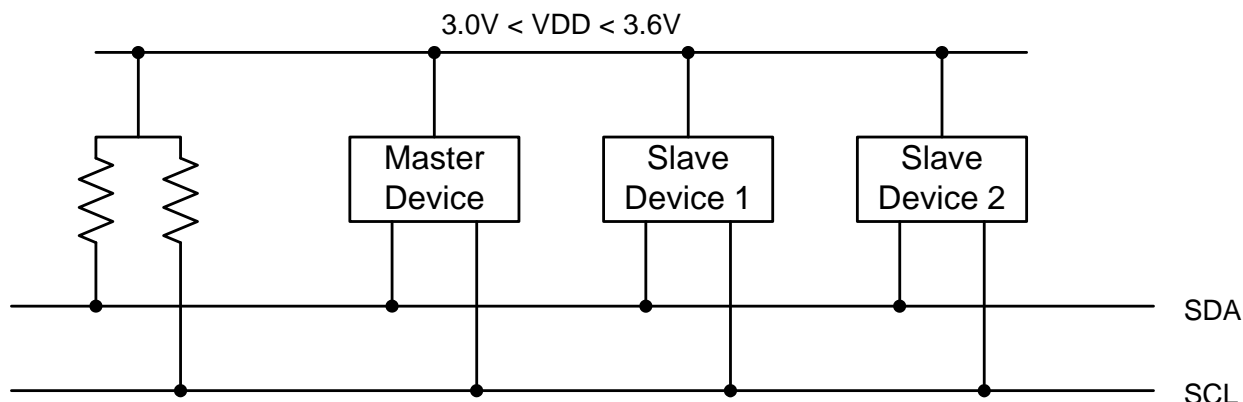 3.0V < VDD < 3.6V
Master
Device
Slave
Device 1
Slave
Device 2
SDA
SCL